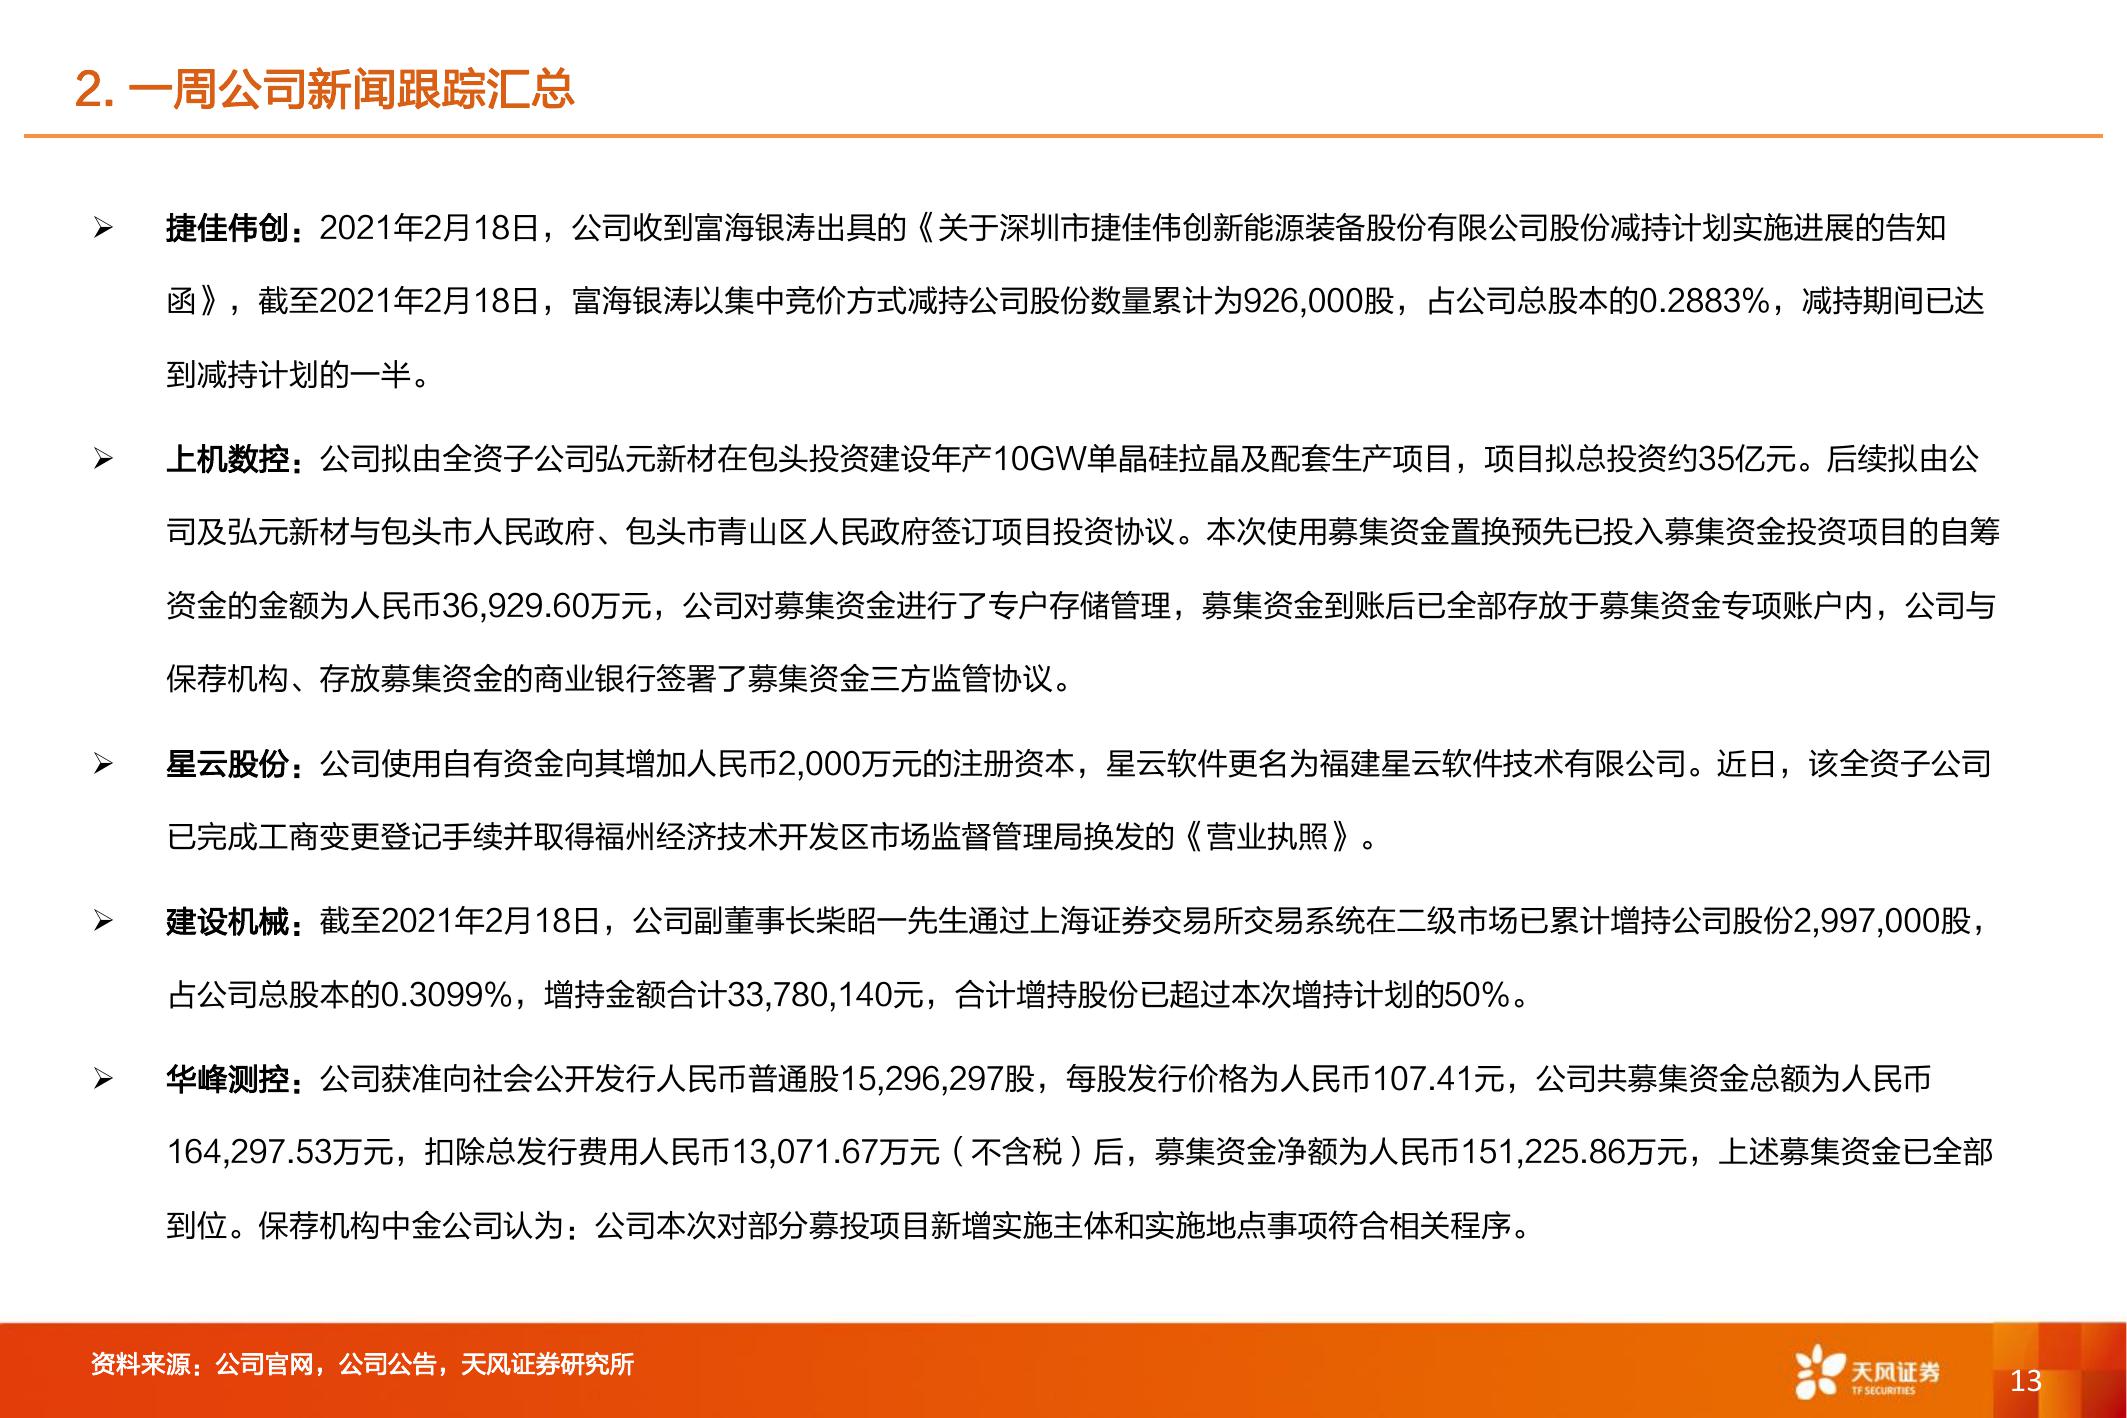 2. 一周公司新闻跟踪汇总
➢ 捷佳伟创：2021年2月18日，公司收到富海银涛出具的《关于深圳市捷佳伟创新能源装备股份有限公司股份减持计划实施进展的告知
函》，截至2021年2月18日，富海银涛以集中竞价方式减持公司股份数量累计为926,000股，占公司总股本的0.2883%，减持期间已达
到减持计划的一半。
➢ 上机数控：公司拟由全资子公司弘元新材在包头投资建设年产10GW单晶硅拉晶及配套生产项目，项目拟总投资约35亿元。后续拟由公
司及弘元新材与包头市人民政府、包头市青山区人民政府签订项目投资协议。本次使用募集资金置换预先已投入募集资金投资项目的自筹
资金的金额为人民币36,929.60万元，公司对募集资金进行了专户存储管理，募集资金到账后已全部存放于募集资金专项账户内，公司与
保荐机构、存放募集资金的商业银行签署了募集资金三方监管协议。
➢ 星云股份：公司使用自有资金向其增加人民币2,000万元的注册资本，星云软件更名为福建星云软件技术有限公司。近日，该全资子公司
已完成工商变更登记手续并取得福州经济技术开发区市场监督管理局换发的《营业执照》。
➢ 建设机械：截至2021年2月18日，公司副董事长柴昭一先生通过上海证券交易所交易系统在二级市场已累计增持公司股份2,997,000股，
占公司总股本的0.3099%，增持金额合计33,780,140元，合计增持股份已超过本次增持计划的50%。
➢ 华峰测控：公司获准向社会公开发行人民币普通股15,296,297股，每股发行价格为人民币107.41元，公司共募集资金总额为人民币
164,297.53万元，扣除总发行费用人民币13,071.67万元（不含税）后，募集资金净额为人民币151,225.86万元，上述募集资金已全部
到位。保荐机构中金公司认为：公司本次对部分募投项目新增实施主体和实施地点事项符合相关程序。
资料来源：公司官网，公司公告，天风证券研究所
天风证券
TF SECURITIES
13